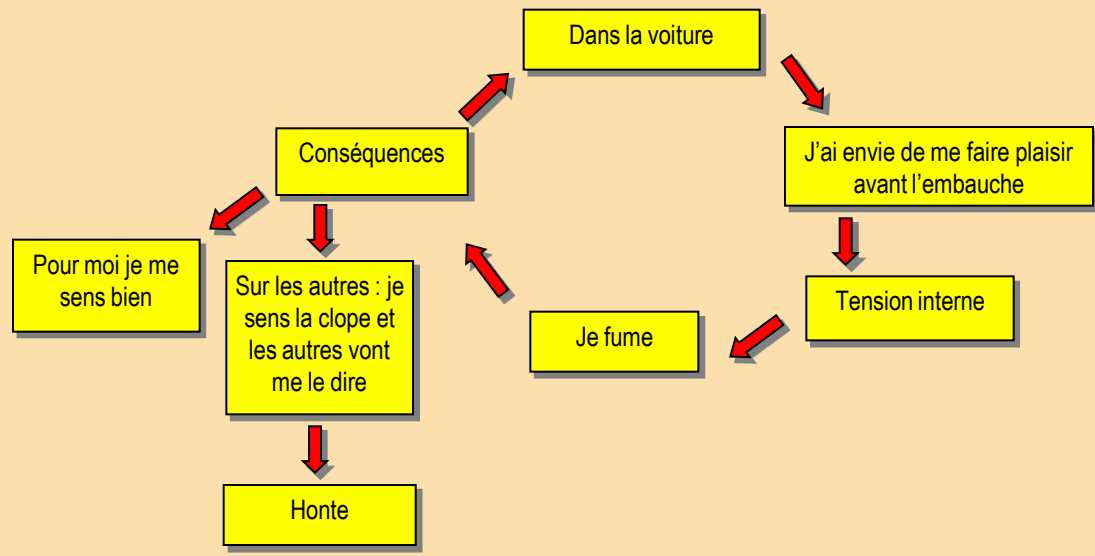 Dans la voiture
J’ai envie de me faire plaisir
avant l’embauche
Tension interne
Je fume
Conséquences
Pour moi je me
sens bien
Sur les autres : je
sens la clope et
les autres vont
me le dire
Honte